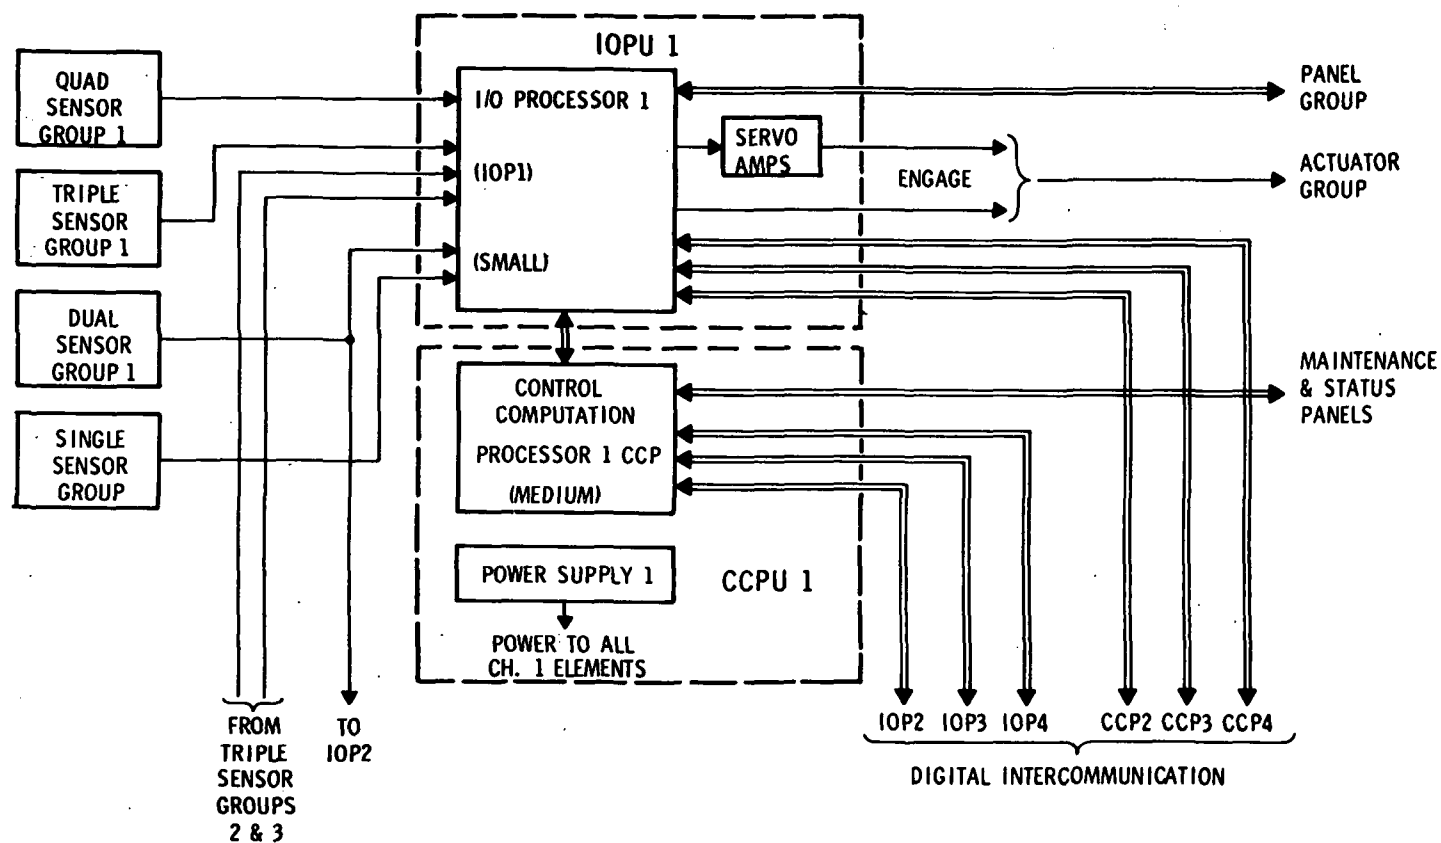 IOPU 1
QUAD
SENSOR
GROUP 1
TRIPLE
SENSOR
GROUP 1
DUAL
SENSOR
GROUP 1
SINGLE
SENSOR
GROUP
I/O PROCESSOR 1
(IOP1)
(SMALL)
SERVO
AMPS
ENGAGE
PANEL
GROUP
ACTUATOR
GROUP
CONTROL
COMPUTATION
PROCESSOR 1 CCP
(MEDIUM)
MAINTENANCE
& STATUS
PANELS
POWER SUPPLY 1
CCPU 1
POWER TO ALL
CH. 1 ELEMENTS
FROM
TRIPLE
SENSOR
GROUPS
2 & 3
TO
IOP2
IOP2 IOP3 IOP4 CCP2 CCP3 CCP4
DIGITAL INTERCOMMUNICATION